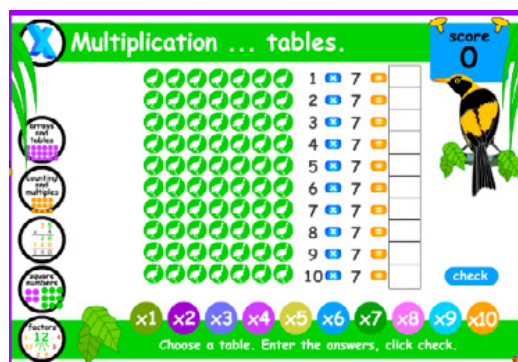 X Multiplication ... tables.
score
0
1 x 7 =
2 x 7 =
3 x 7 =
4 x 7 =
5 x 7 =
6 x 7 =
7 x 7 =
8 x 7 =
9 x 7 =
10 x 7 =
arrays
and
tables
counting
and
multiples
square
numbers
factors
12
check
x1 x2 x3 x4 x5 x6 x7 x8 x9 x10
Choose a table. Enter the answers, click check.